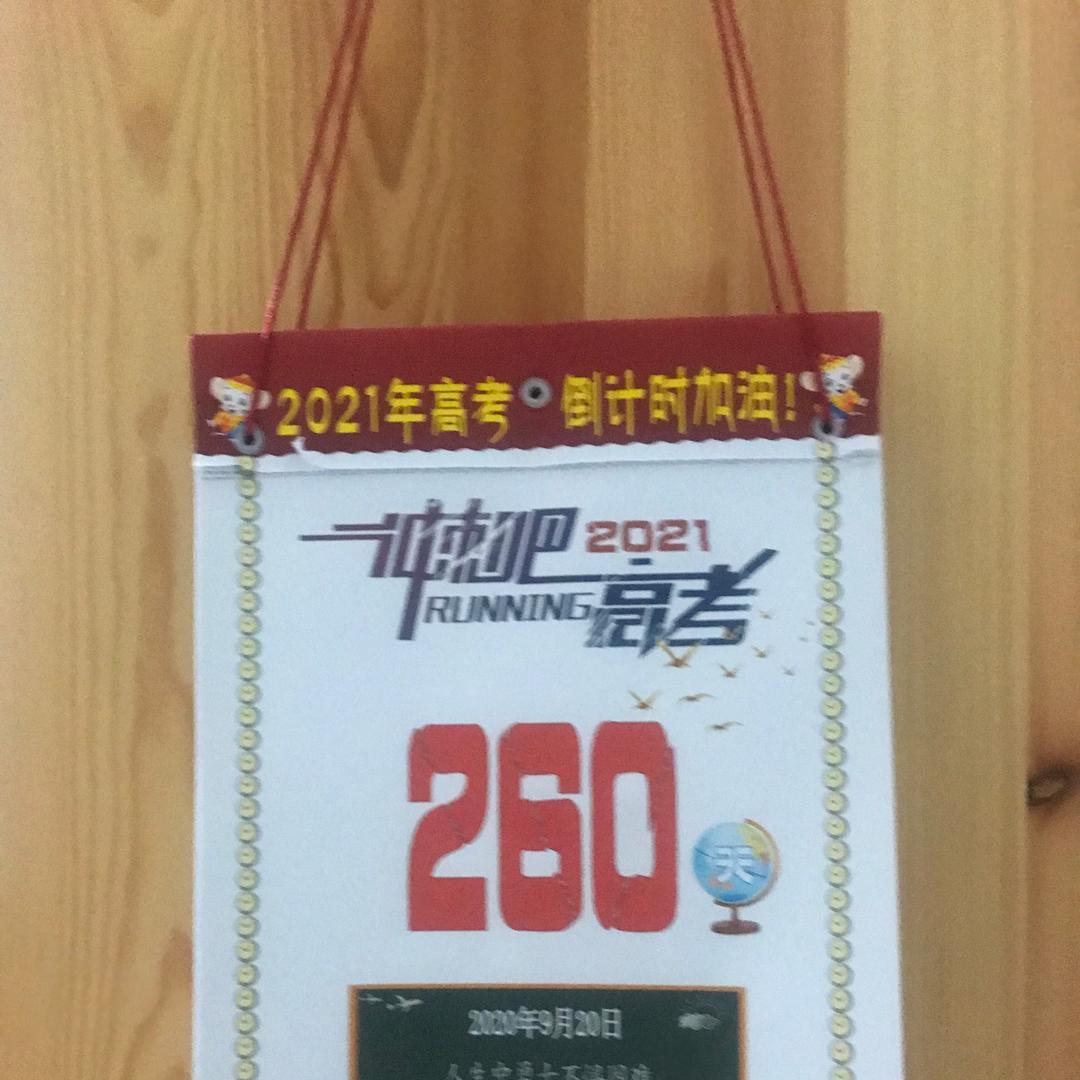 2021年高考 倒计时加油!
冲刺吧 2021
RUNNING 高考
260 天
2020年9月20日